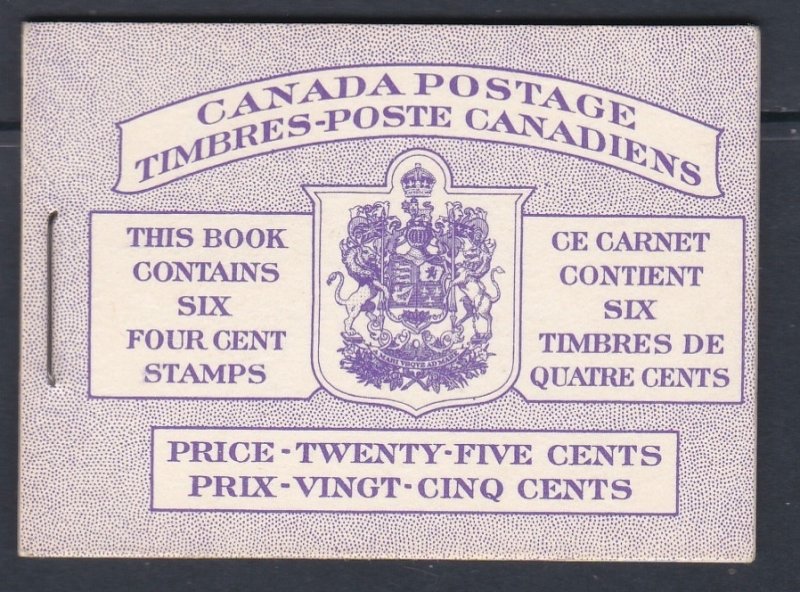 CANADA POSTAGE
TIMBRES-POSTE CANADIENS
THIS BOOK
CONTAINS
SIX
FOUR CENT
STAMPS
CE CARNET
CONTIENT
SIX
TIMBRES DE
QUATRE CENTS
PRICE-TWENTY-FIVE CENTS
PRIX-VINGT-CINQ CENTS